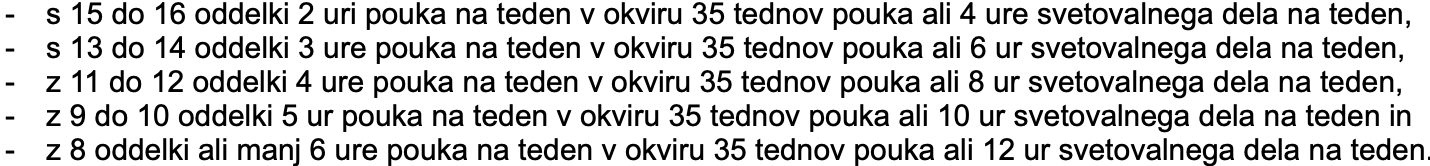 - s 15 do 16 oddelki 2 uri pouka na teden v okviru 35 tednov pouka ali 4 ure svetovalnega dela na teden,
- s 13 do 14 oddelki 3 ure pouka na teden v okviru 35 tednov pouka ali 6 ur svetovalnega dela na teden,
- z 11 do 12 oddelki 4 ure pouka na teden v okviru 35 tednov pouka ali 8 ur svetovalnega dela na teden,
- z 9 do 10 oddelki 5 ur pouka na teden v okviru 35 tednov pouka ali 10 ur svetovalnega dela na teden in
- z 8 oddelki ali manj 6 ure pouka na teden v okviru 35 tednov pouka ali 12 ur svetovalnega dela na teden.